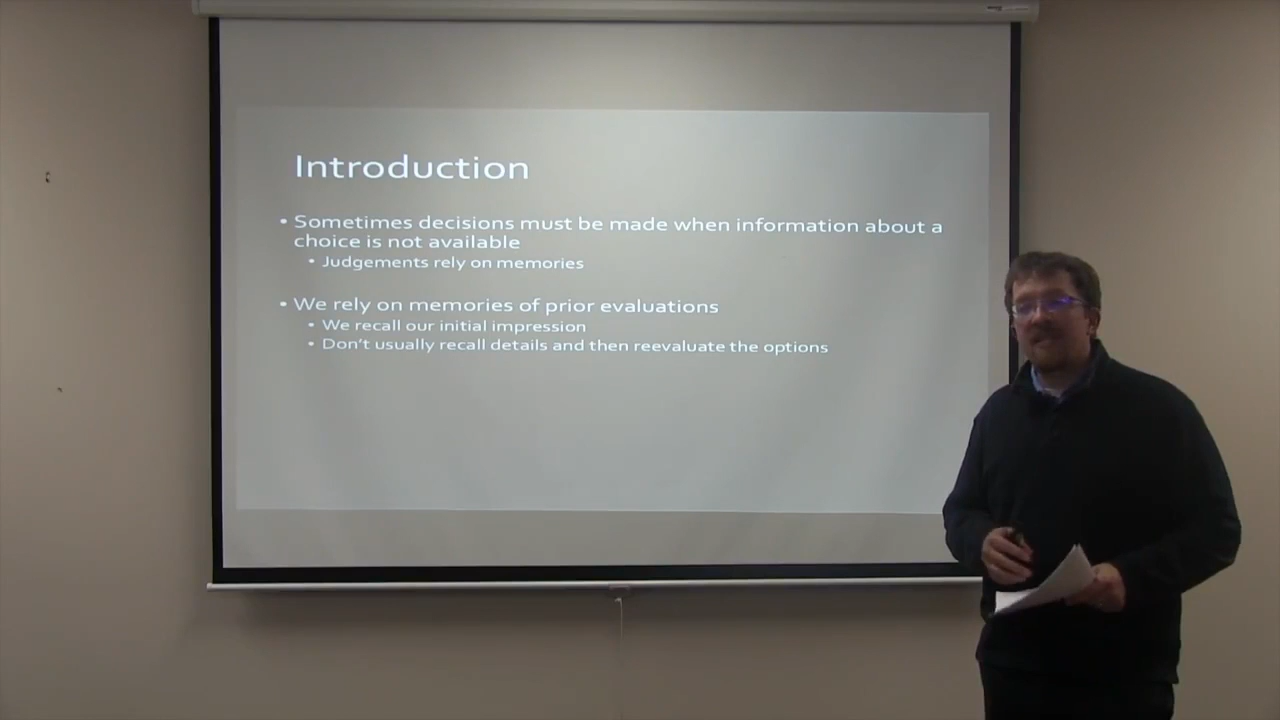 Introduction
• Sometimes decisions must be made when information about a
choice is not available
• Judgements rely on memories
• We rely on memories of prior evaluations
• We recall our initial impression
• Don't usually recall details and then reevaluate the options